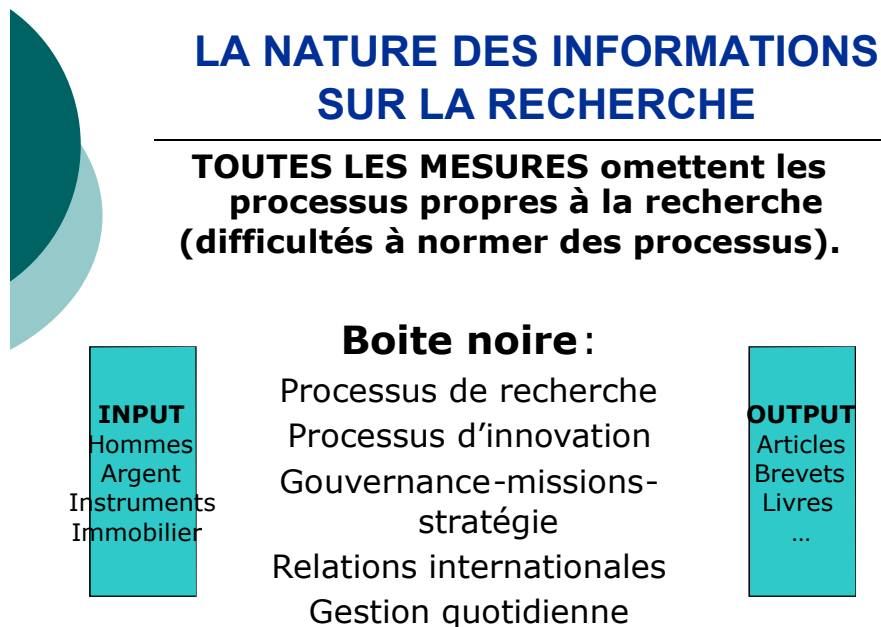 LA NATURE DES INFORMATIONS
SUR LA RECHERCHE
TOUTES LES MESURES omettent les
processus propres à la recherche
(difficultés à normer des processus).
Boite noire:
Processus de recherche
Processus d’innovation
Gouvernance-missions-
stratégie
Relations internationales
Gestion quotidienne
INPUT
Hommes
Argent
Instruments
Immobilier
OUTPUT
Articles
Brevets
Livres
…